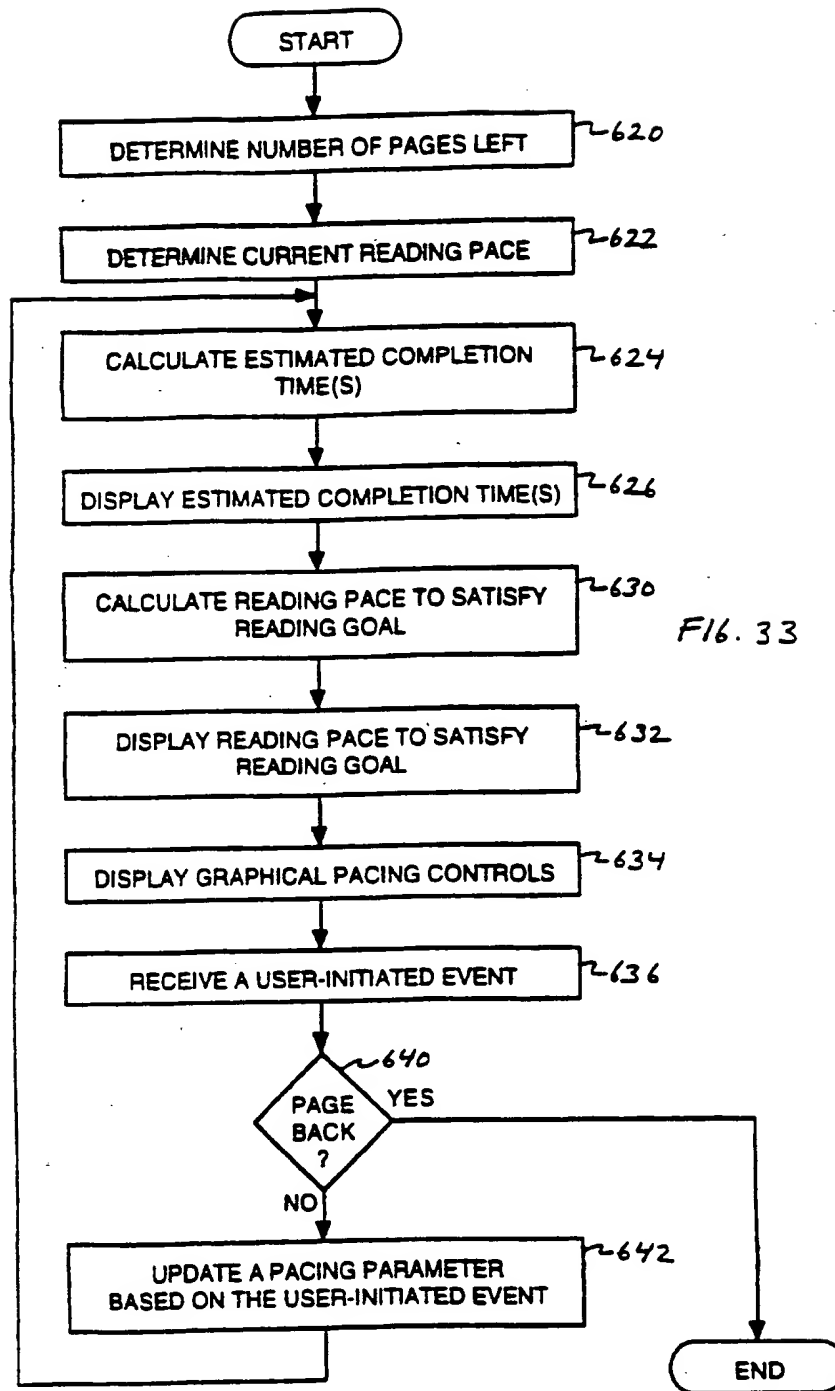 START
DETERMINE NUMBER OF PAGES LEFT
620
DETERMINE CURRENT READING PACE
622
CALCULATE ESTIMATED COMPLETION
TIME(S)
624
DISPLAY ESTIMATED COMPLETION TIME(S)
626
CALCULATE READING PACE TO SATISFY
READING GOAL
630
FIG. 33
DISPLAY READING PACE TO SATISFY
READING GOAL
632
DISPLAY GRAPHICAL PACING CONTROLS
634
RECEIVE A USER-INITIATED EVENT
636
640
PAGE
BACK
?
YES
NO
UPDATE A PACING PARAMETER
BASED ON THE USER-INITIATED EVENT
642
END